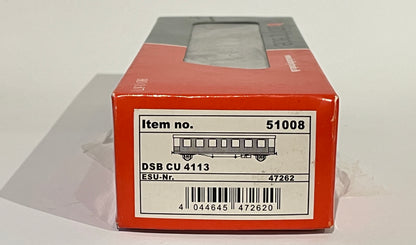 Item no. 51008
DSB CU 4113
ESU-Nr. 47262
4 044645 472620